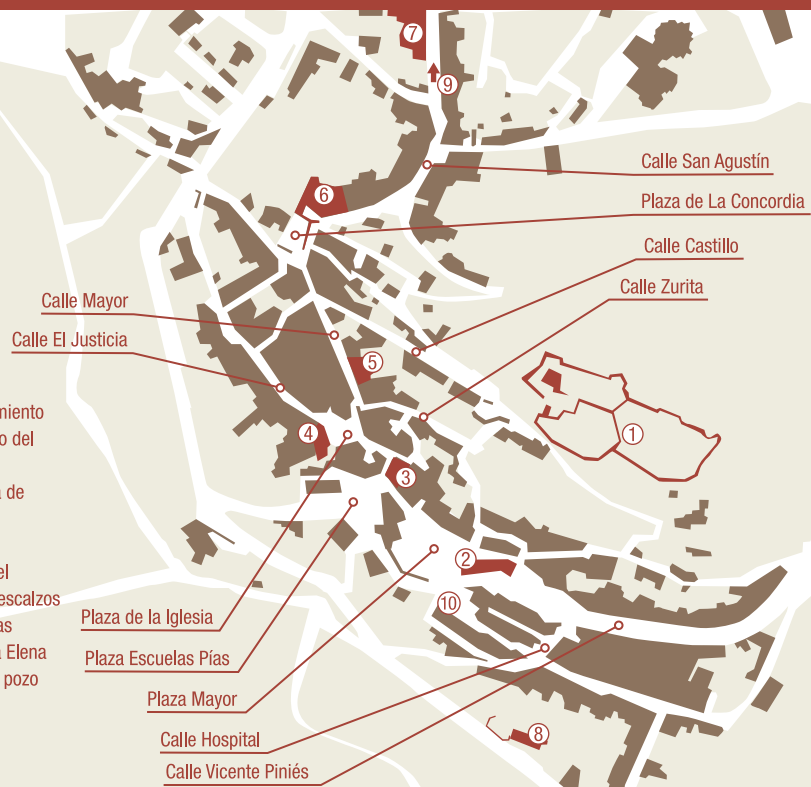 7
9
Calle San Agustín
6
Plaza de La Concordia
Calle Castillo
Calle Zurita
Calle Mayor
Calle El Justicia
5
1
miento
o del
4
a de
3
el
escalzos
as
a Elena
pozo
2
10
Plaza de la Iglesia
Plaza Escuelas Pías
Plaza Mayor
8
Calle Hospital
Calle Vicente Piniés